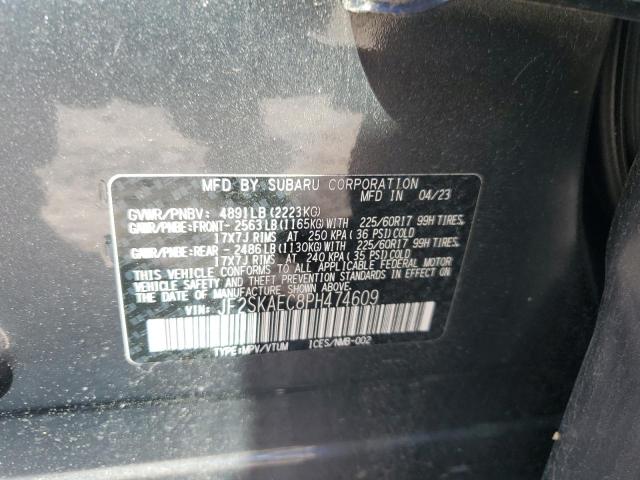 MFD BY SUBARU CORPORATION
MFD IN 04/23
GVWR/PNBV: 4891LB(2223KG)
GAWR/PNBE:FRONT-2563LB(1165KG)WITH 225/60R17 99H TIRES,
17X7J RIMS AT 250 KPA(36 PSI)COLD
GAWR/PNBE:REAR -2486LB(1130KG)WITH 225/60R17 99H TIRES,
17X7J RIMS AT 240 KPA(35 PSI)COLD
THIS VEHICLE CONFORMS TO ALL APPLICABLE FEDERAL MOTOR
VEHICLE SAFETY AND THEFT PREVENTION STANDARDS IN EFFECT
ON THE DATE OF MANUFACTURE SHOWN ABOVE.
VIN: JF2SKAEC8PH474609
TYPE:MPV/VTUM ICES/NMB-002